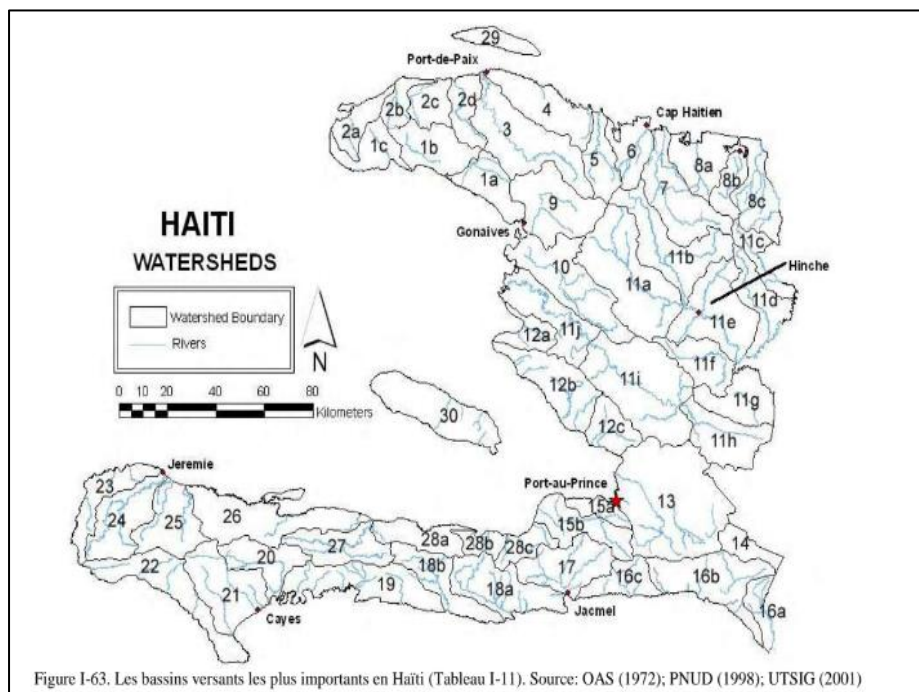 29
Port-de-Paix
4
2c
2d
2b
Cap Haitien
2a
3
1c
1b
5
6
8a
8b
1a
7
8c
9
HAITI
Gonaives
11c
WATERSHEDS
10
11b
Hinche
11a
11d
Watershed Boundary
11e
Rivers
12a
11j
N
11f
0 10 20 40 60 80
Kilometers
12b
11i
11g
30
12c
11h
Jeremie
Port-au-Prince
23
15a
13
24
25
26
15b
14
28a
28b
28c
27
20
22
18b
17
16c
16b
21
19
18a
16a
Cayes
Jacmel
Figure I-63. Les bassins versants les plus importants en Haïti (Tableau I-11). Source: OAS (1972); PNUD (1998); UTSIG (2001)